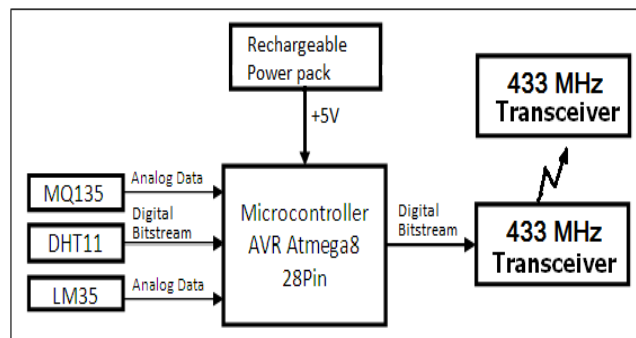 Rechargeable
Power pack
+5V
MQ135
Analog Data
DHT11
Digital
Bitstream
LM35
Analog Data
Microcontroller
AVR Atmega8
28Pin
Digital
Bitstream
433 MHz
Transceiver
433 MHz
Transceiver